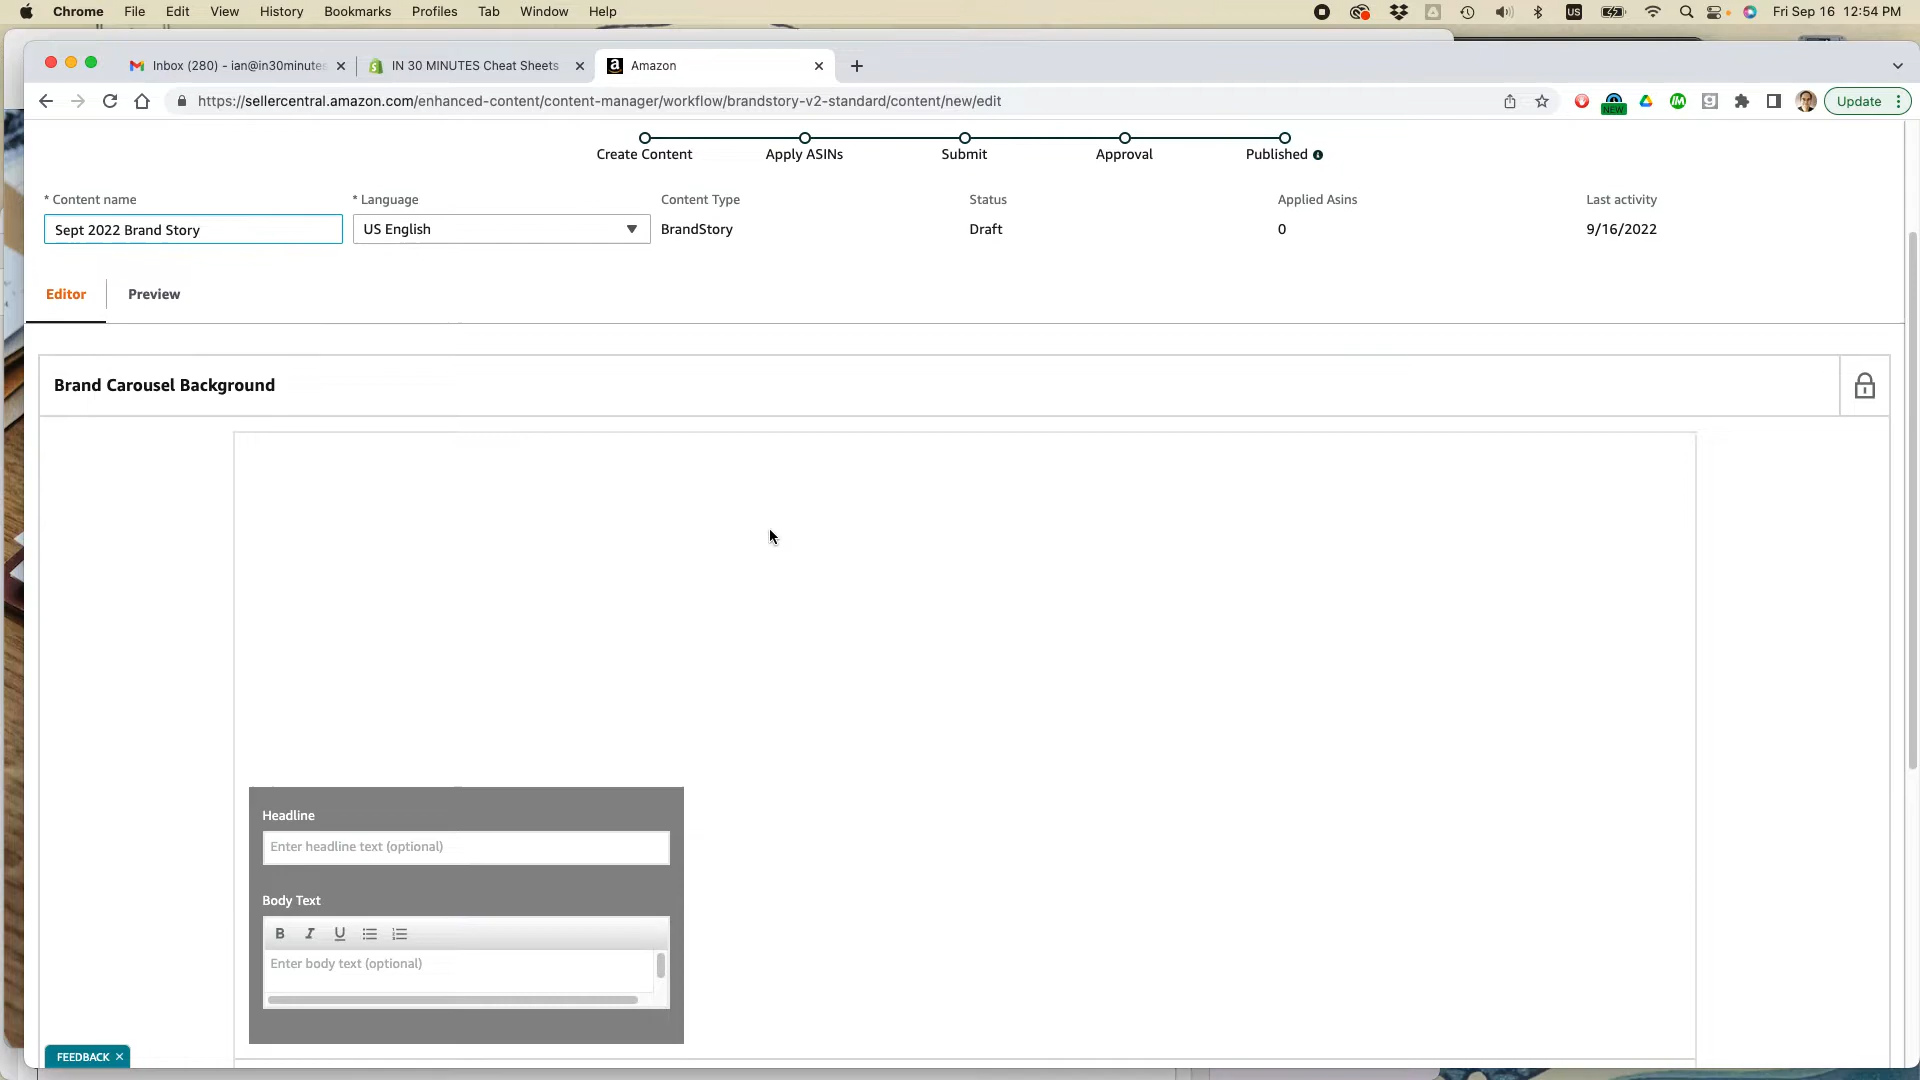 Chrome File Edit View History Bookmarks Profiles Tab Window Help US Fri Sep 16 12:54 PM
Inbox (280) - ian@in30minutes IN 30 MINUTES Cheat Sheets Amazon
https://sellercentral.amazon.com/enhanced-content/content-manager/workflow/brandstory-v2-standard/content/new/edit NEW Update
Create Content Apply ASINs Submit Approval Published
* Content name * Language Content Type Status Applied Asins Last activity
Sept 2022 Brand Story US English BrandStory Draft 0 9/16/2022
Editor Preview
Brand Carousel Background
Headline
Enter headline text (optional)
Body Text
B I U
Enter body text (optional)
FEEDBACK